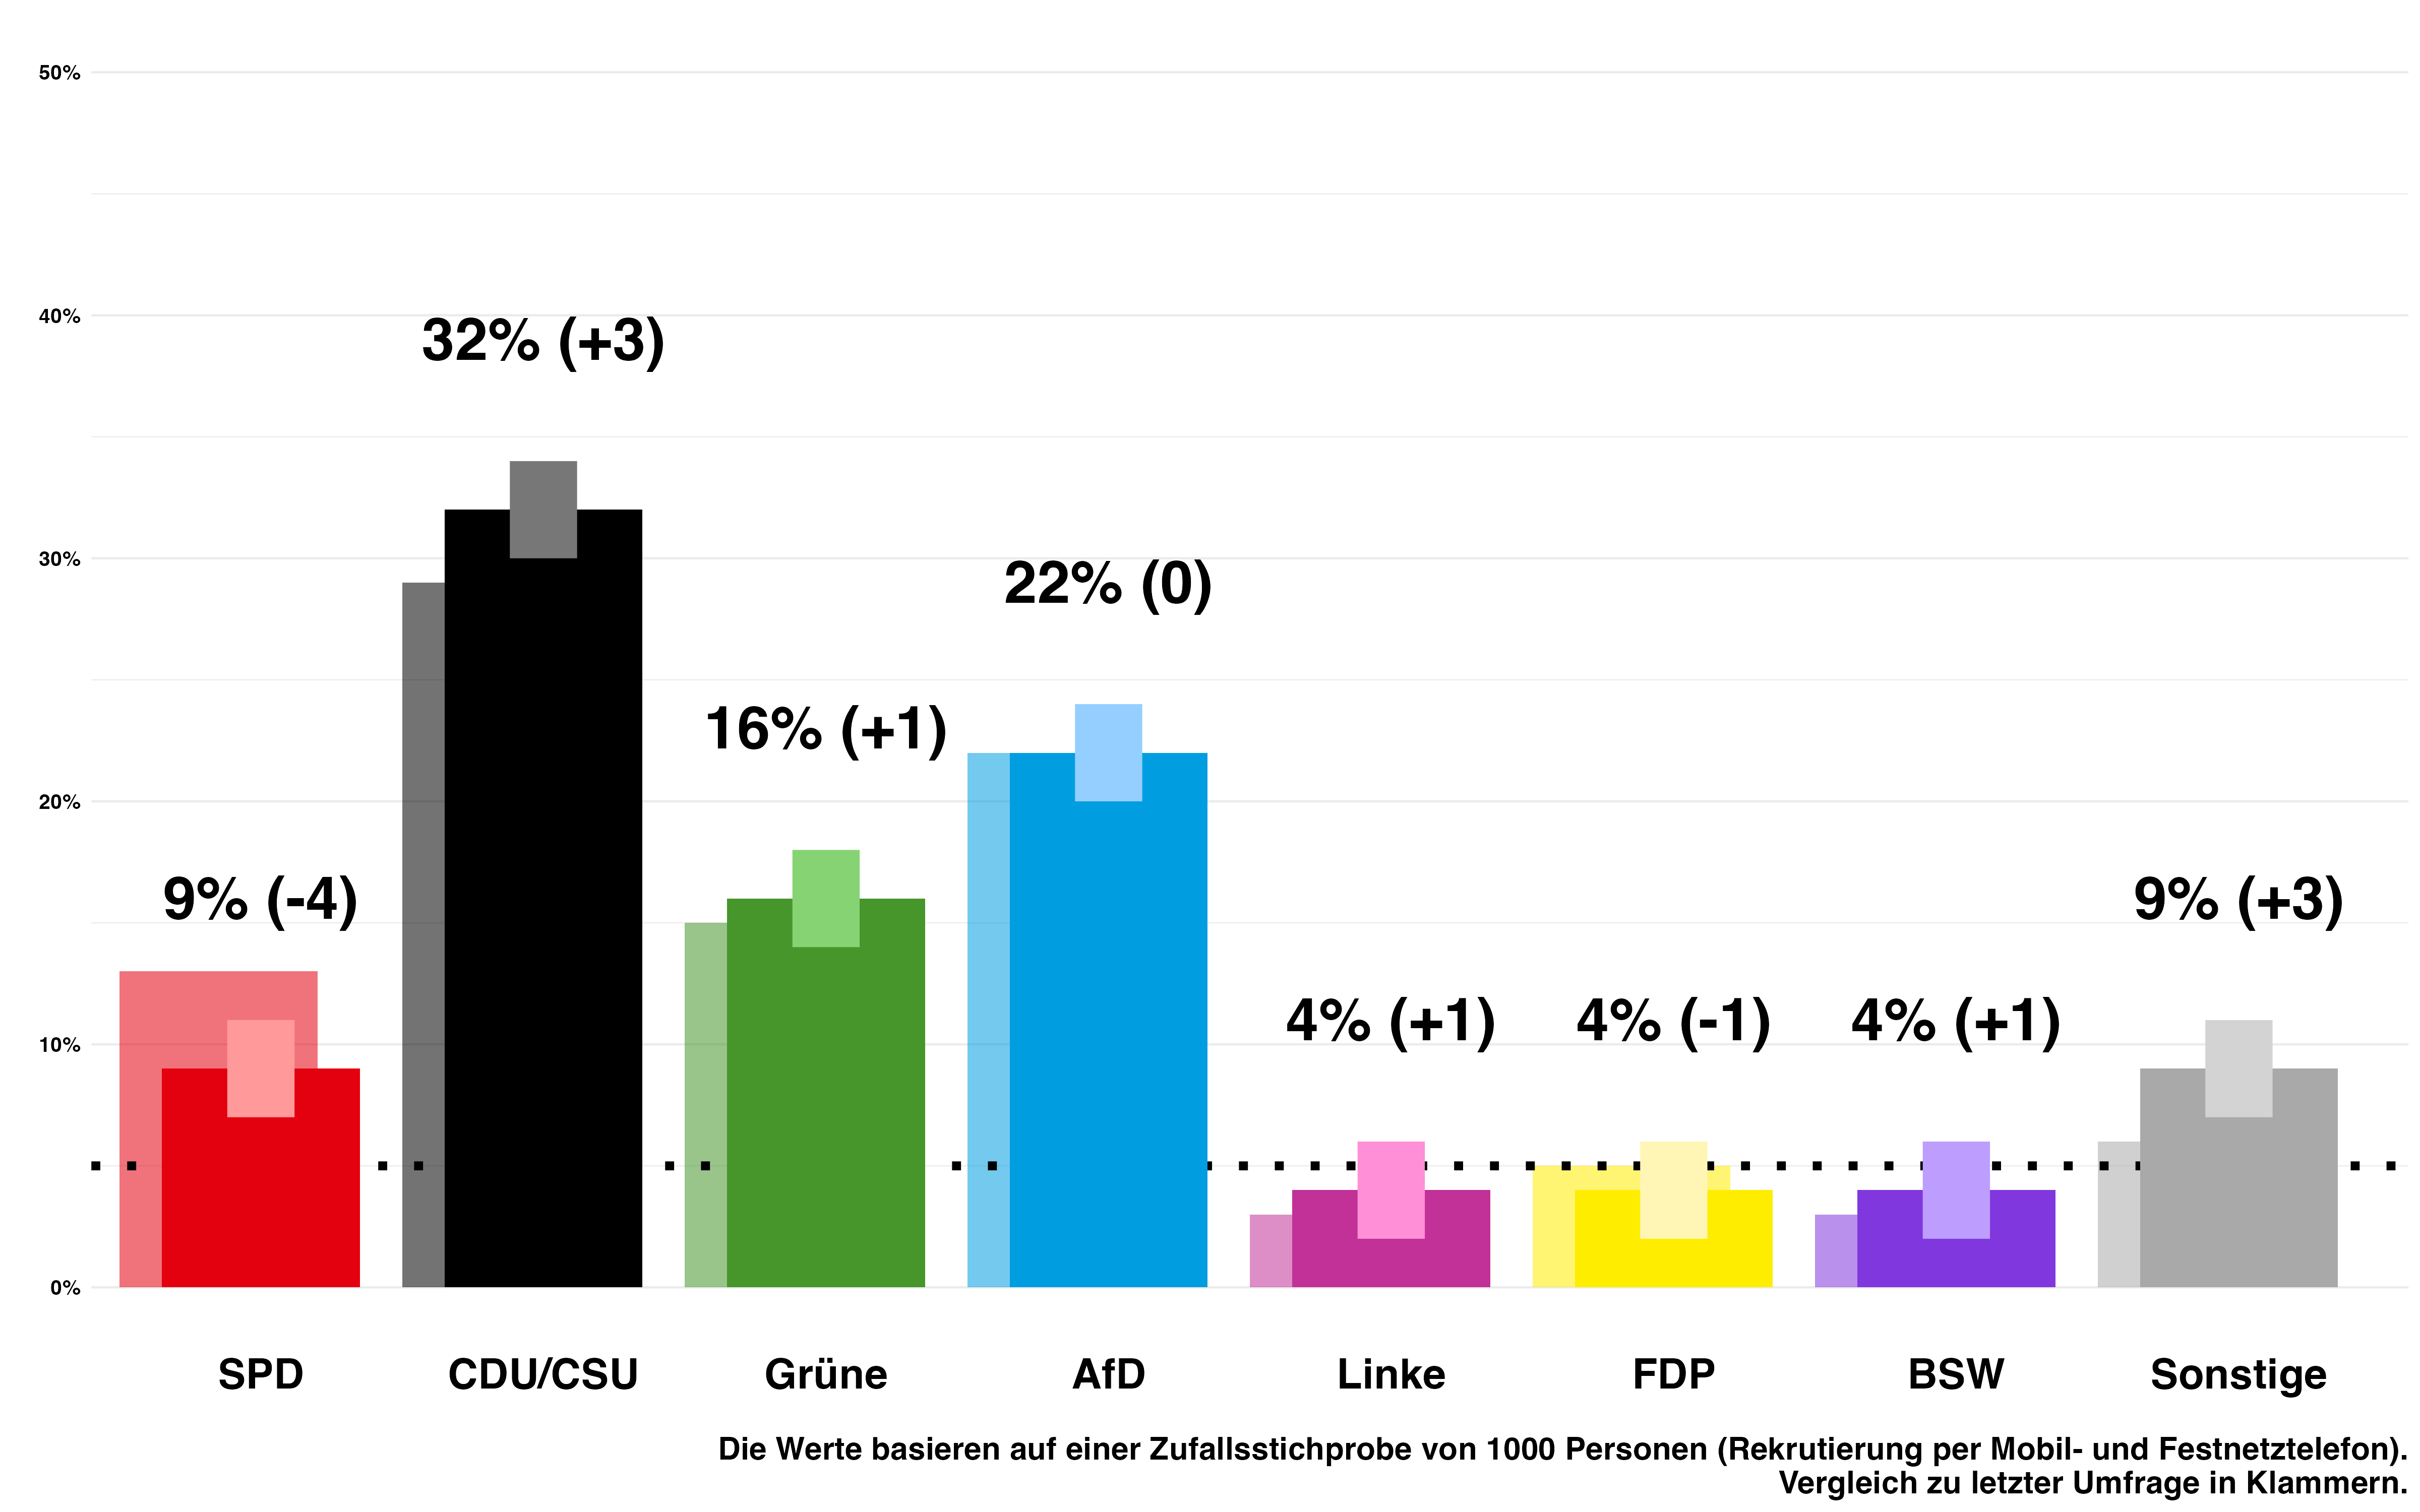 50%
40%
32% (+3)
30%
22% (0)
16% (+1)
20%
9% (-4)
9% (+3)
4% (+1)
4% (-1)
4% (+1)
10%
0%
SPD
CDU/CSU
Grüne
AfD
Linke
FDP
BSW
Sonstige
Die Werte basieren auf einer Zufallsstichprobe von 1000 Personen (Rekrutierung per Mobil- und Festnetztelefon).
Vergleich zu letzter Umfrage in Klammern.